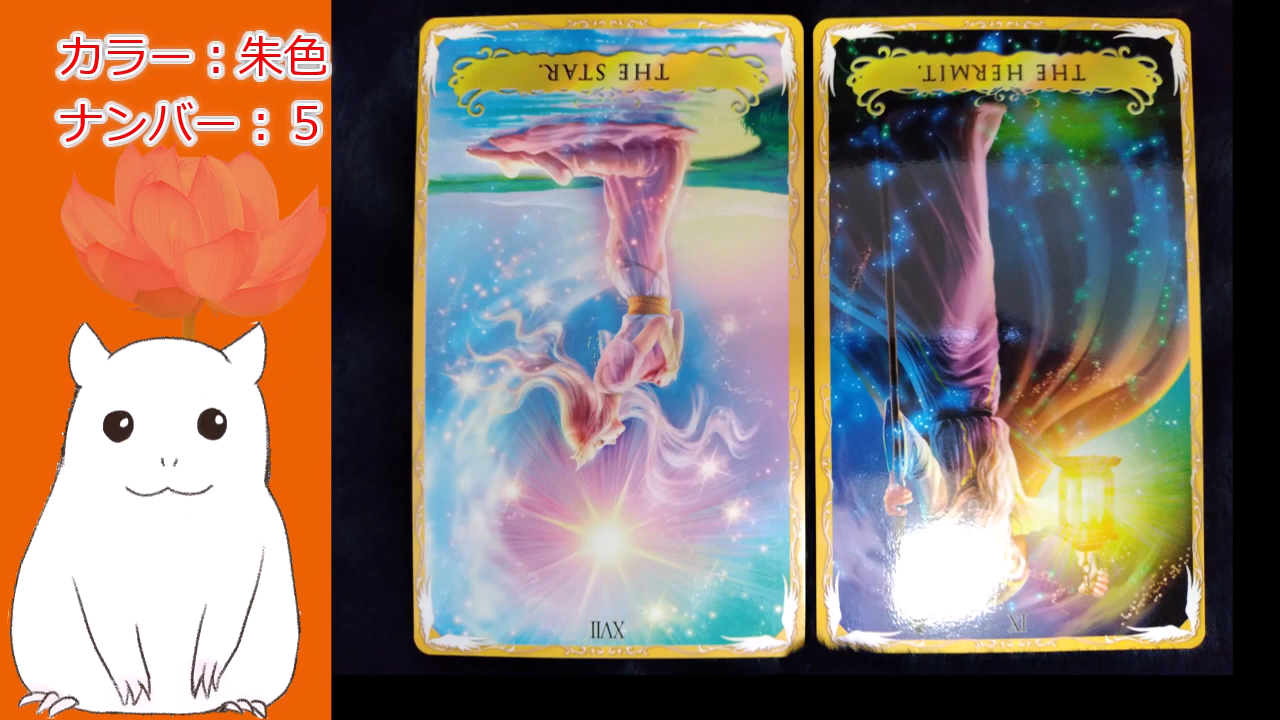 カラー：朱色
ナンバー：５
THE STAR.
XVII
THE HERMIT.
IX